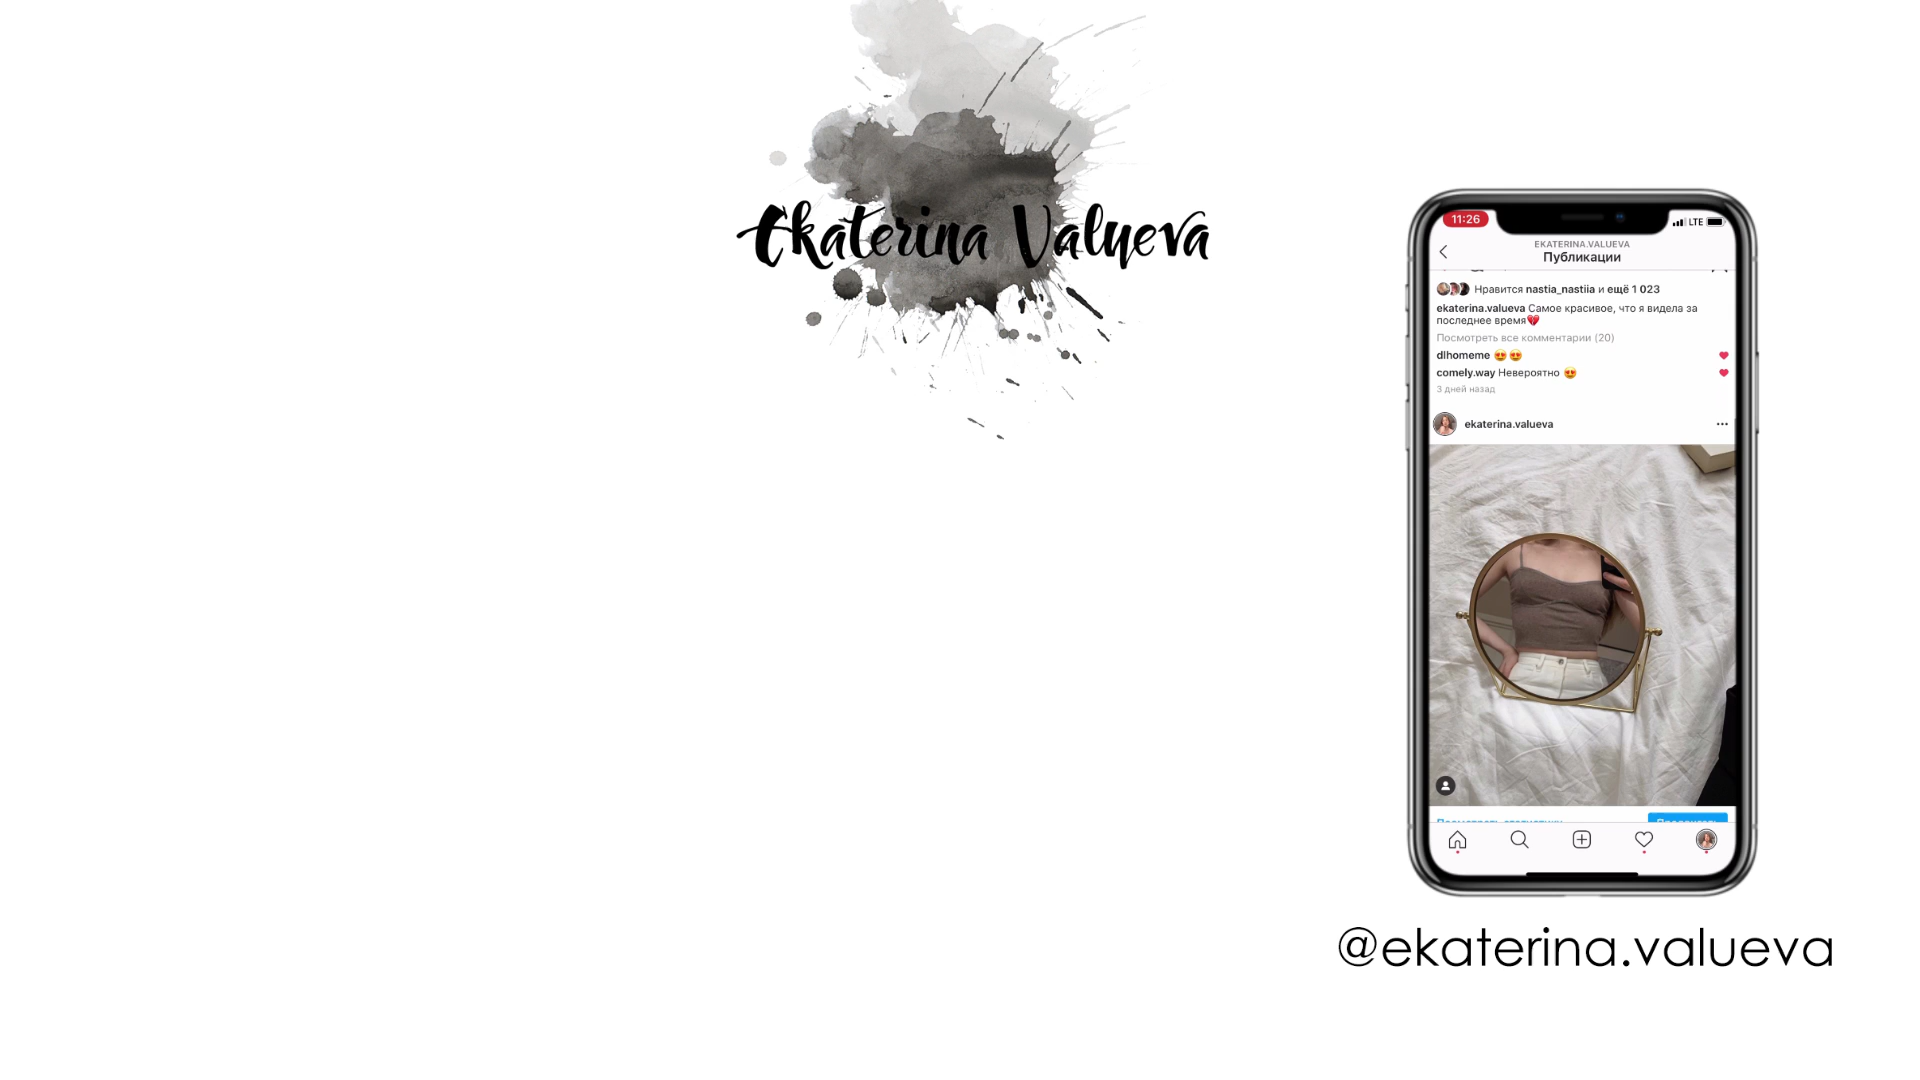 Ekaterina Valueva
11:26
LTE
EKATERINA.VALUEVA
Публикации
Нравится nastia_nastiia и ещё 1 023
ekaterina.valueva Самое красивое, что я видела за
последнее время💔
Посмотреть все комментарии (20)
dlhomeme 😍😍
comely.way Невероятно 😍
3 дней назад
ekaterina.valueva
@ekaterina.valueva